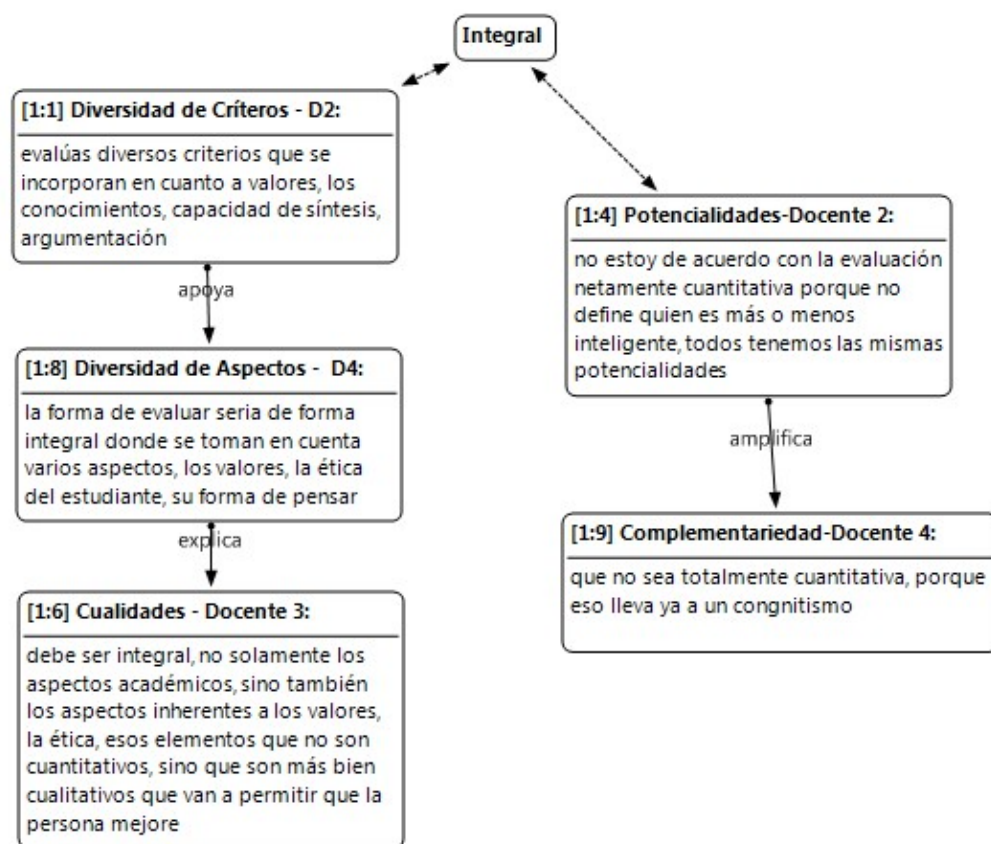 Integral
[1:1] Diversidad de Críteros - D2:
evalúas diversos criterios que se
incorporan en cuanto a valores, los
conocimientos, capacidad de síntesis,
argumentación
apoya
[1:8] Diversidad de Aspectos -  D4:
la forma de evaluar seria de forma
integral donde se toman en cuenta
varios aspectos, los valores, la ética
del estudiante, su forma de pensar
explica
[1:6] Cualidades - Docente 3:
debe ser integral, no solamente los
aspectos académicos, sino también
los aspectos inherentes a los valores,
la ética, esos elementos que no son
cuantitativos, sino que son más bien
cualitativos que van a permitir que la
persona mejore
[1:4] Potencialidades-Docente 2:
no estoy de acuerdo con la evaluación
netamente cuantitativa porque no
define quien es más o menos
inteligente, todos tenemos las mismas
potencialidades
amplifica
[1:9] Complementariedad-Docente 4:
que no sea totalmente cuantitativa, porque
eso lleva ya a un congnitismo